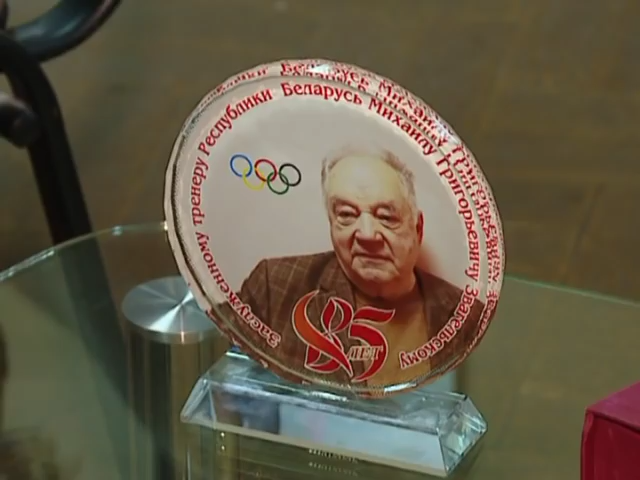 Заслуженному тренеру Республики Беларусь Михаилу Григорьевичу Звягельскому
85
ЛЕТ